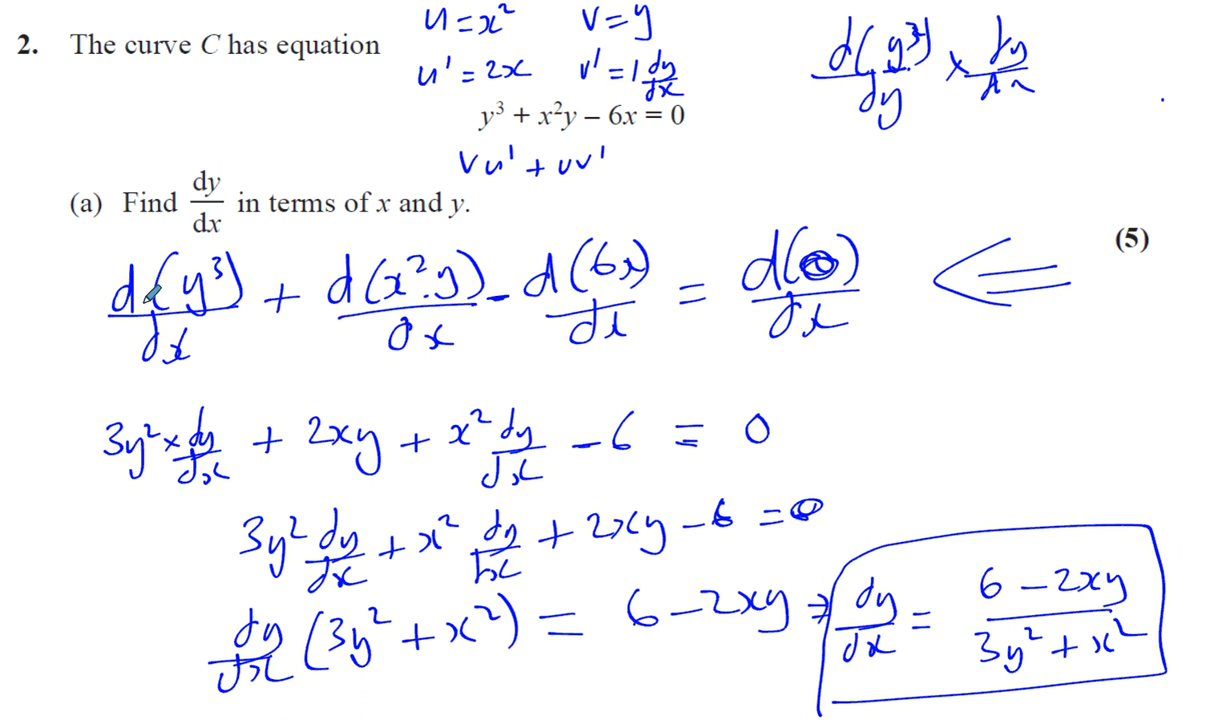 u = x² v = y
2. The curve C has equation
u' = 2x v' = 1 dy/dx
d(y³)/dy × dy/dx
y³ + x²y – 6x = 0
vu' + uv'
(a) Find dy/dx in terms of x and y.
(5)
d(y³)/dx + d(x².y)/dx - d(6x)/dx = d(0)/dx <=
3y² × dy/dx + 2xy + x² dy/dx - 6 = 0
3y² dy/dx + x² dy/dx + 2xy - 6 = 0
dy/dx (3y² + x²) = 6 - 2xy ⇒ dy/dx = (6 - 2xy)/(3y² + x²)